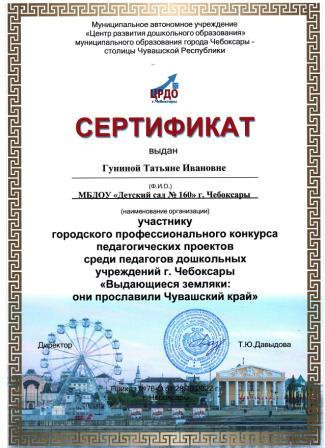 Муниципальное автономное учреждение
«Центр развития дошкольного образования»
муниципального образования города Чебоксары -
столицы Чувашской Республики
ЦРДО
г. Чебоксары
СЕРТИФИКАТ
выдан
Гуниной Татьяне Ивановне
(Ф.И.О.)
МБДОУ «Детский сад № 160» г. Чебоксары
(наименование организации)
участнику
городского профессионального конкурса
педагогических проектов
среди педагогов дошкольных
учреждений г. Чебоксары
«Выдающиеся земляки:
они прославили Чувашский край»
Директор
Т.Ю.Давыдова
Приказ
г. Чебоксары